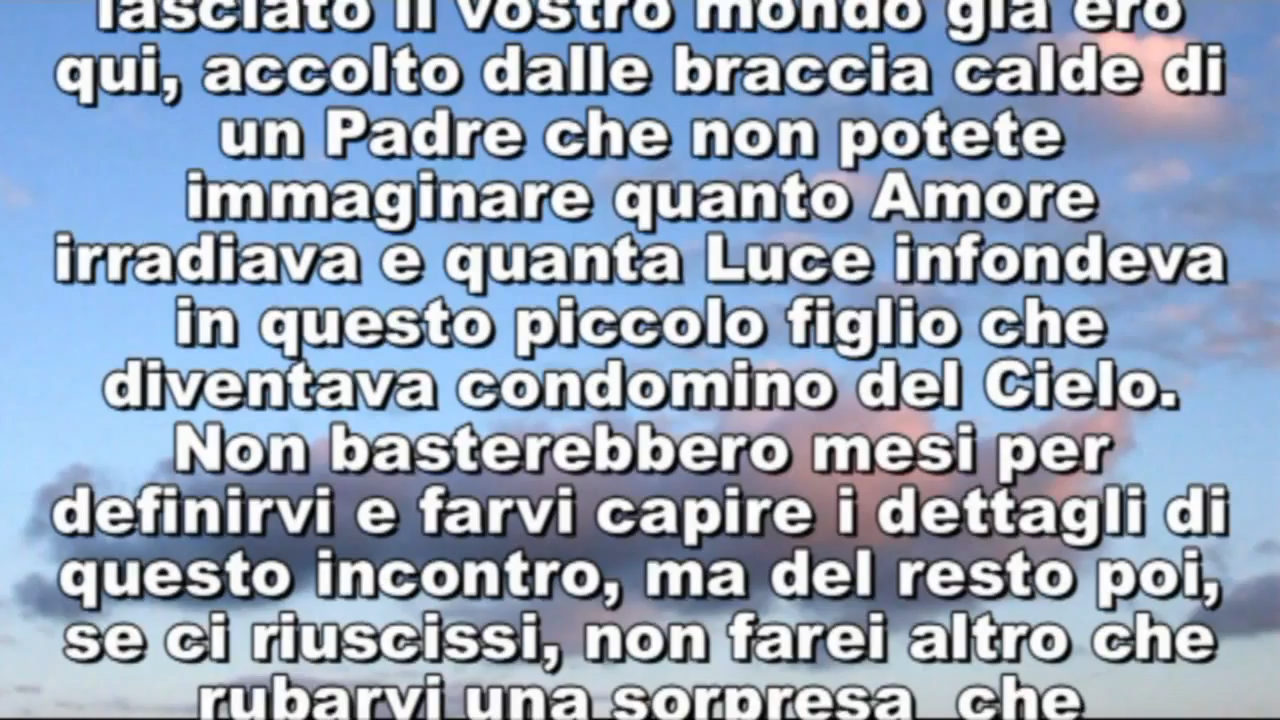 lasciato il vostro mondo già ero
qui, accolto dalle braccia calde di
un Padre che non potete
immaginare quanto Amore
irradiava e quanta Luce infondeva
in questo piccolo figlio che
diventava condomino del Cielo.
Non basterebbero mesi per
definirvi e farvi capire i dettagli di
questo incontro, ma del resto poi,
se ci riuscissi, non farei altro che
rubarvi una sorpresa che